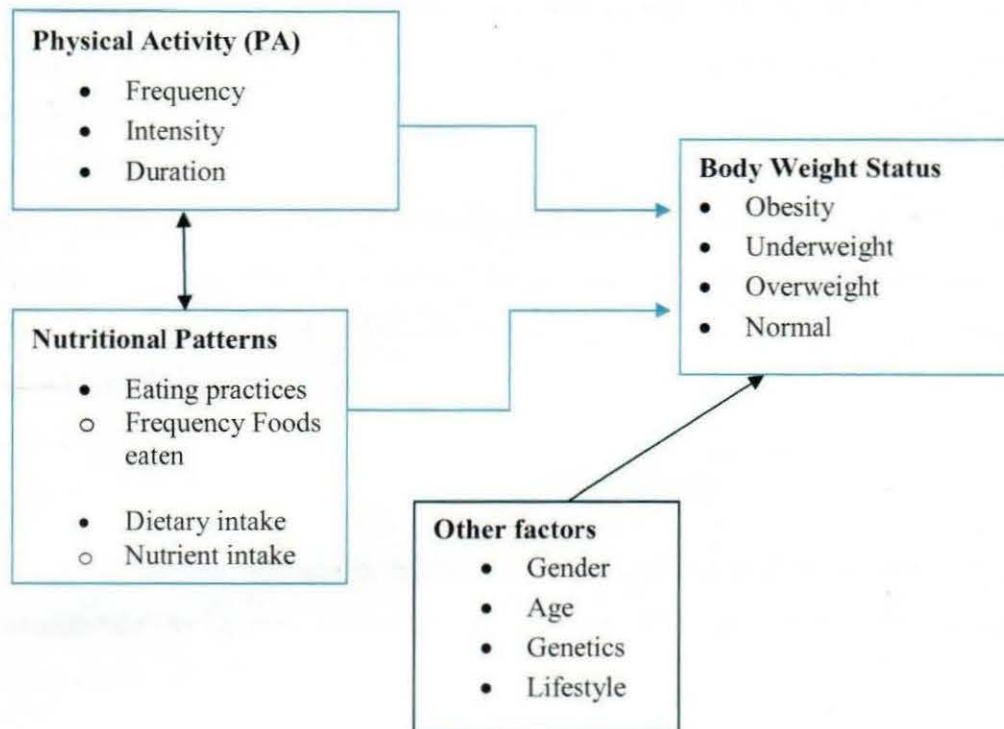 Physical Activity (PA)
• Frequency
• Intensity
• Duration
Nutritional Patterns
• Eating practices
○ Frequency Foods
eaten
• Dietary intake
○ Nutrient intake
Body Weight Status
• Obesity
• Underweight
• Overweight
• Normal
Other factors
• Gender
• Age
• Genetics
• Lifestyle